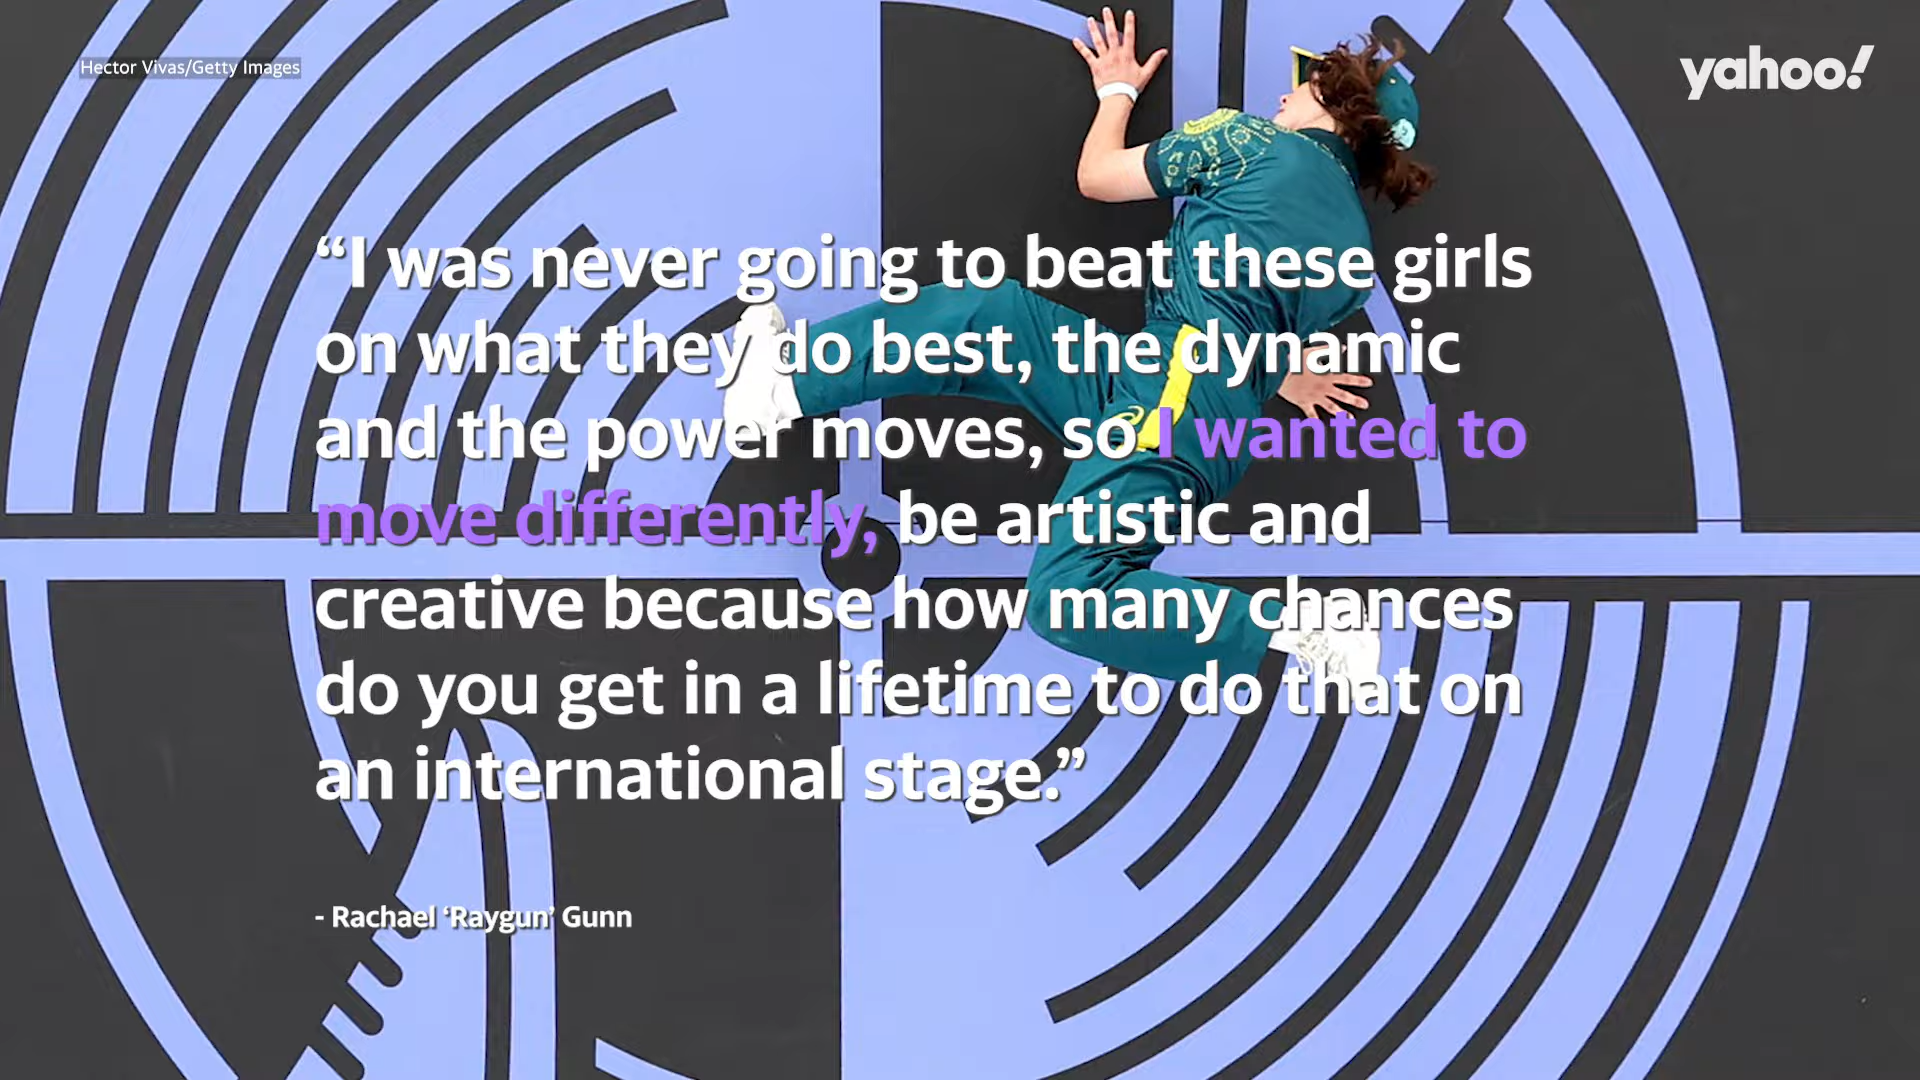 Hector Vivas/Getty Images
yahoo!
“I was never going to beat these girls
on what they do best, the dynamic
and the power moves, so I wanted to
move differently, be artistic and
creative because how many chances
do you get in a lifetime to do that on
an international stage.”
- Rachael ‘Raygun’ Gunn